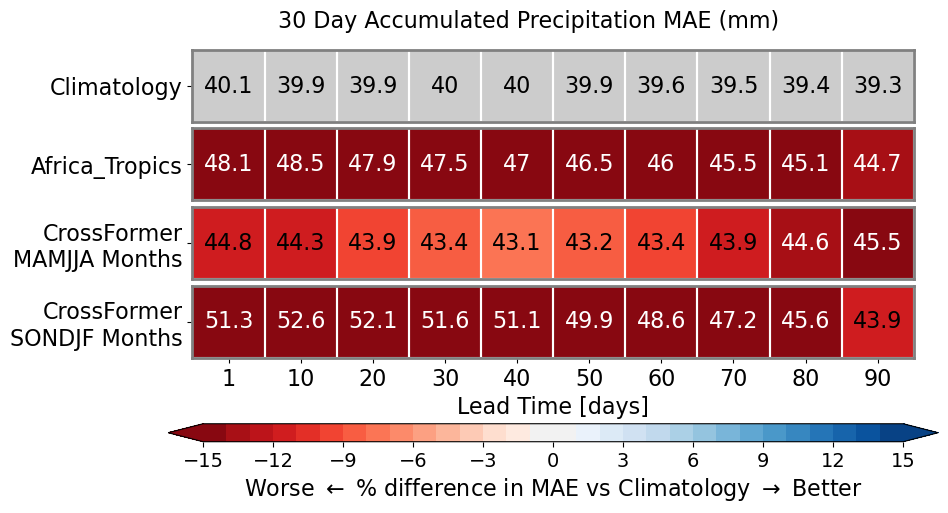 30 Day Accumulated Precipitation MAE (mm)
Climatology 40.1 39.9 39.9 40 40 39.9 39.6 39.5 39.4 39.3
Africa_Tropics 48.1 48.5 47.9 47.5 47 46.5 46 45.5 45.1 44.7
CrossFormer
MAMJJA Months 44.8 44.3 43.9 43.4 43.1 43.2 43.4 43.9 44.6 45.5
CrossFormer
SONDJF Months 51.3 52.6 52.1 51.6 51.1 49.9 48.6 47.2 45.6 43.9
1 10 20 30 40 50 60 70 80 90
Lead Time [days]
−15 −12 −9 −6 −3 0 3 6 9 12 15
Worse ← % difference in MAE vs Climatology → Better